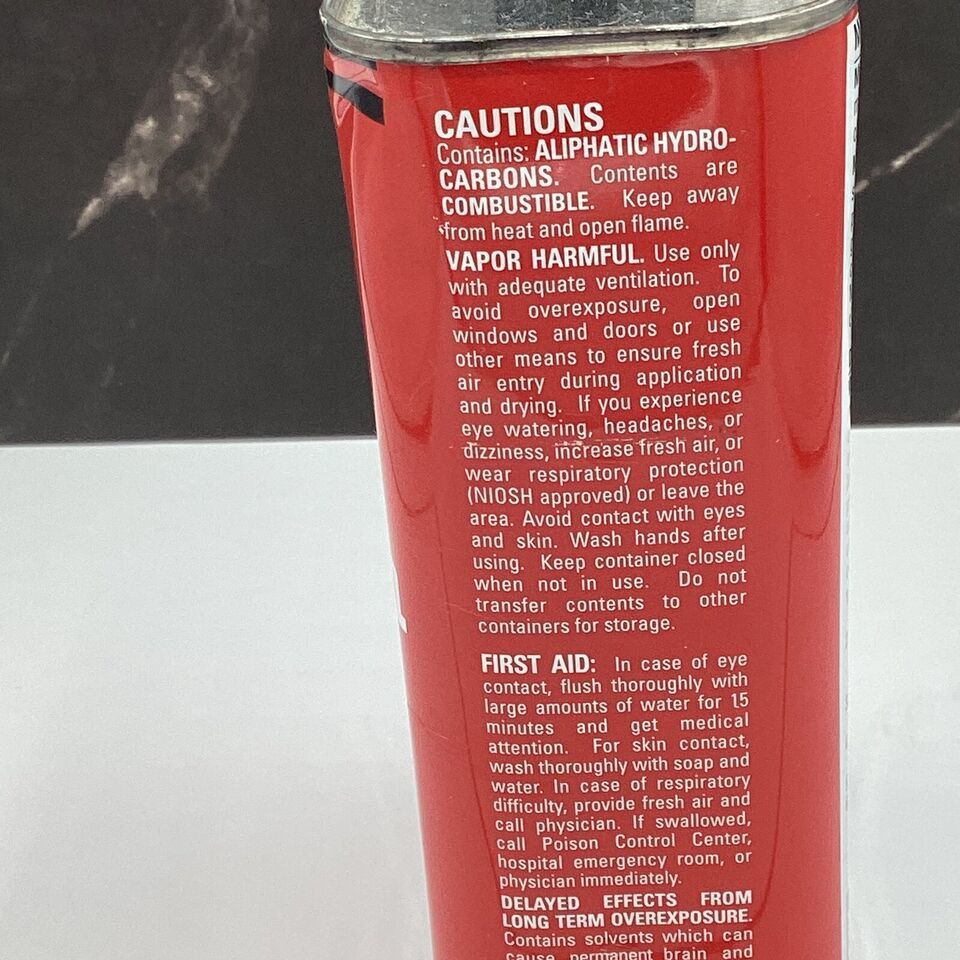 CAUTIONS
Contains: ALIPHATIC HYDRO-
CARBONS. Contents are
COMBUSTIBLE. Keep away
from heat and open flame.
VAPOR HARMFUL. Use only
with adequate ventilation. To
avoid overexposure, open
windows and doors or use
other means to ensure fresh
air entry during application
and drying. If you experience
eye watering, headaches, or
dizziness, increase fresh air, or
wear respiratory protection
(NIOSH approved) or leave the
area. Avoid contact with eyes
and skin. Wash hands after
using. Keep container closed
when not in use. Do not
transfer contents to other
containers for storage.
FIRST AID: In case of eye
contact, flush thoroughly with
large amounts of water for 15
minutes and get medical
attention. For skin contact,
wash thoroughly with soap and
water. In case of respiratory
difficulty, provide fresh air and
call physician. If swallowed,
call Poison Control Center,
hospital emergency room, or
physician immediately.
DELAYED EFFECTS FROM
LONG TERM OVEREXPOSURE.
Contains solvents which can
cause permanent brain and